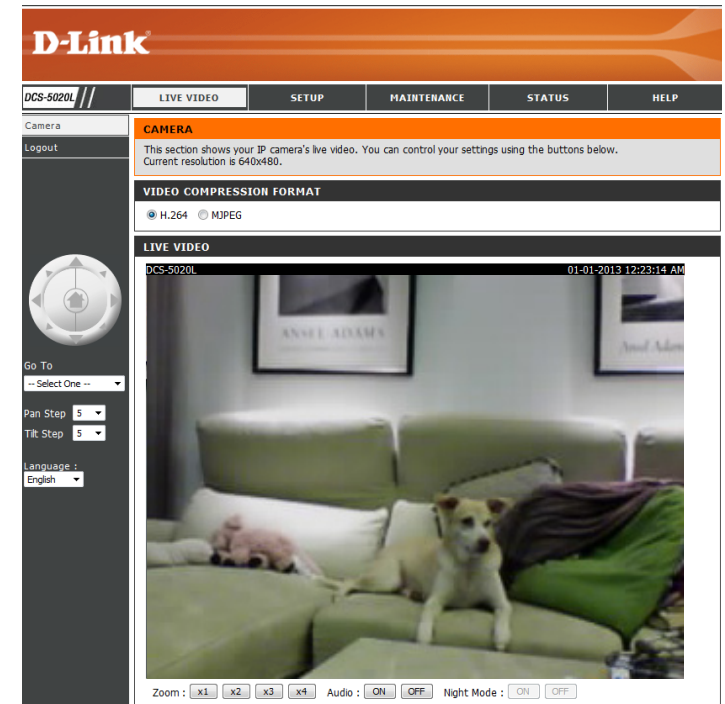 D-Link
DCS-5020L
LIVE VIDEO SETUP MAINTENANCE STATUS HELP
Camera
Logout
Go To
-- Select One --
Pan Step 5
Tilt Step 5
Language :
English
CAMERA
This section shows your IP camera's live video. You can control your settings using the buttons below.
Current resolution is 640x480.
VIDEO COMPRESSION FORMAT
H.264 MJPEG
LIVE VIDEO
DCS-5020L 01-01-2013 12:23:14 AM
ANSEL ADAMS
Ansel Adams
Zoom : x1 x2 x3 x4 Audio : ON OFF Night Mode : ON OFF